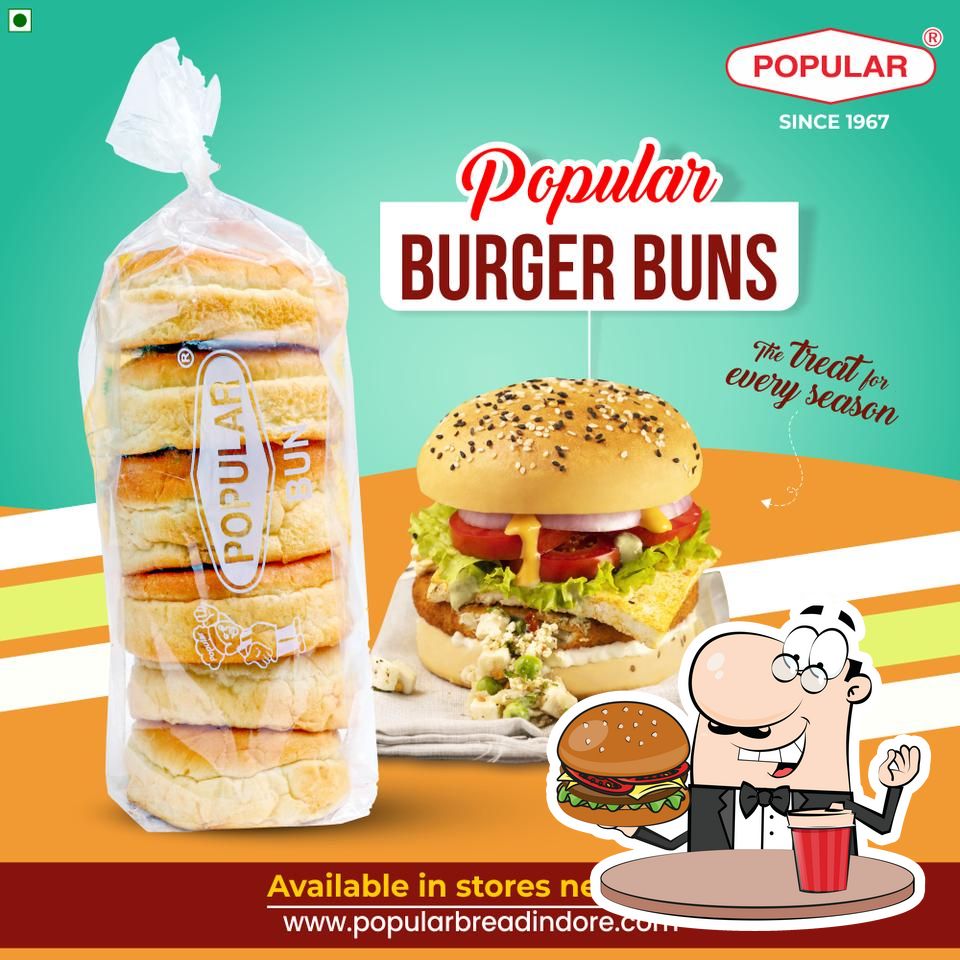 POPULAR ®
SINCE 1967
Popular
BURGER BUNS
The treat for
every season
POPULAR ®
BUN
Available in stores
www.popularbreadindore.com